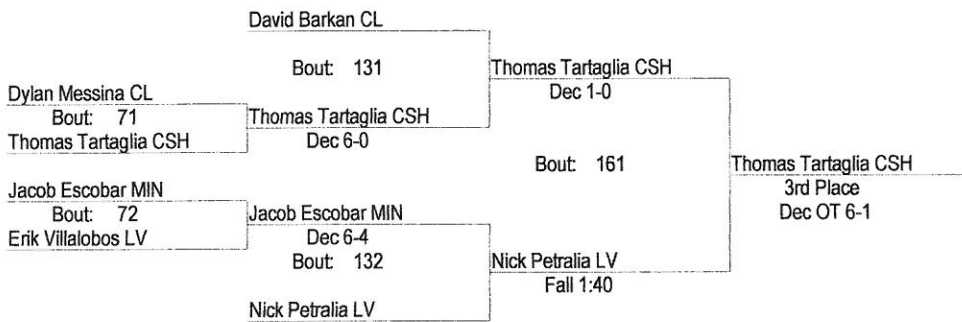 David Barkan CL
Bout: 131
Thomas Tartaglia CSH
Dec 1-0
Dylan Messina CL
Bout: 71
Thomas Tartaglia CSH
Thomas Tartaglia CSH
Dec 6-0
Bout: 161
Thomas Tartaglia CSH
3rd Place
Dec OT 6-1
Jacob Escobar MIN
Bout: 72
Erik Villalobos LV
Jacob Escobar MIN
Dec 6-4
Bout: 132
Nick Petralia LV
Fall 1:40
Nick Petralia LV